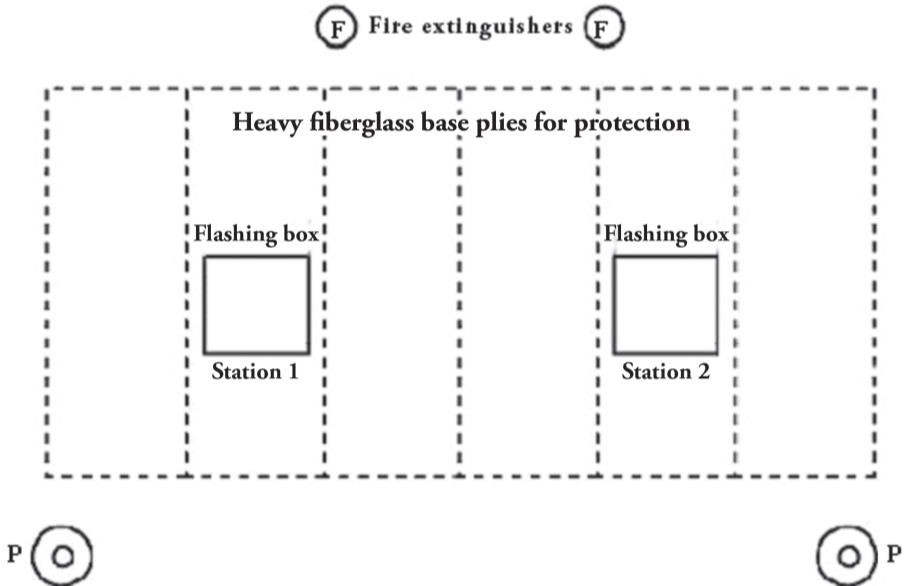 F Fire extinguishers F
Heavy fiberglass base plies for protection
Flashing box Flashing box
Station 1 Station 2
P P